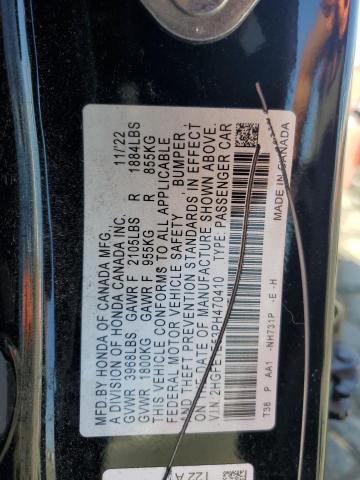 MFD.BY HONDA OF CANADA MFG. 11/22
A DIVISION OF HONDA CANADA INC.
GVWR 3968LBS GAWR F 2105LBS R 1884LBS
GVWR 1800KG GAWR F 955KG R 855KG
THIS VEHICLE CONFORMS TO ALL APPLICABLE
FEDERAL MOTOR VEHICLE SAFETY BUMPER
AND THEFT PREVENTION STANDARDS IN EFFECT
ON THE DATE OF MANUFACTURE SHOWN ABOVE.
TYPE: PASSENGER CAR
T38 P AA1 -NH731P -E -H
MADE IN CANADA